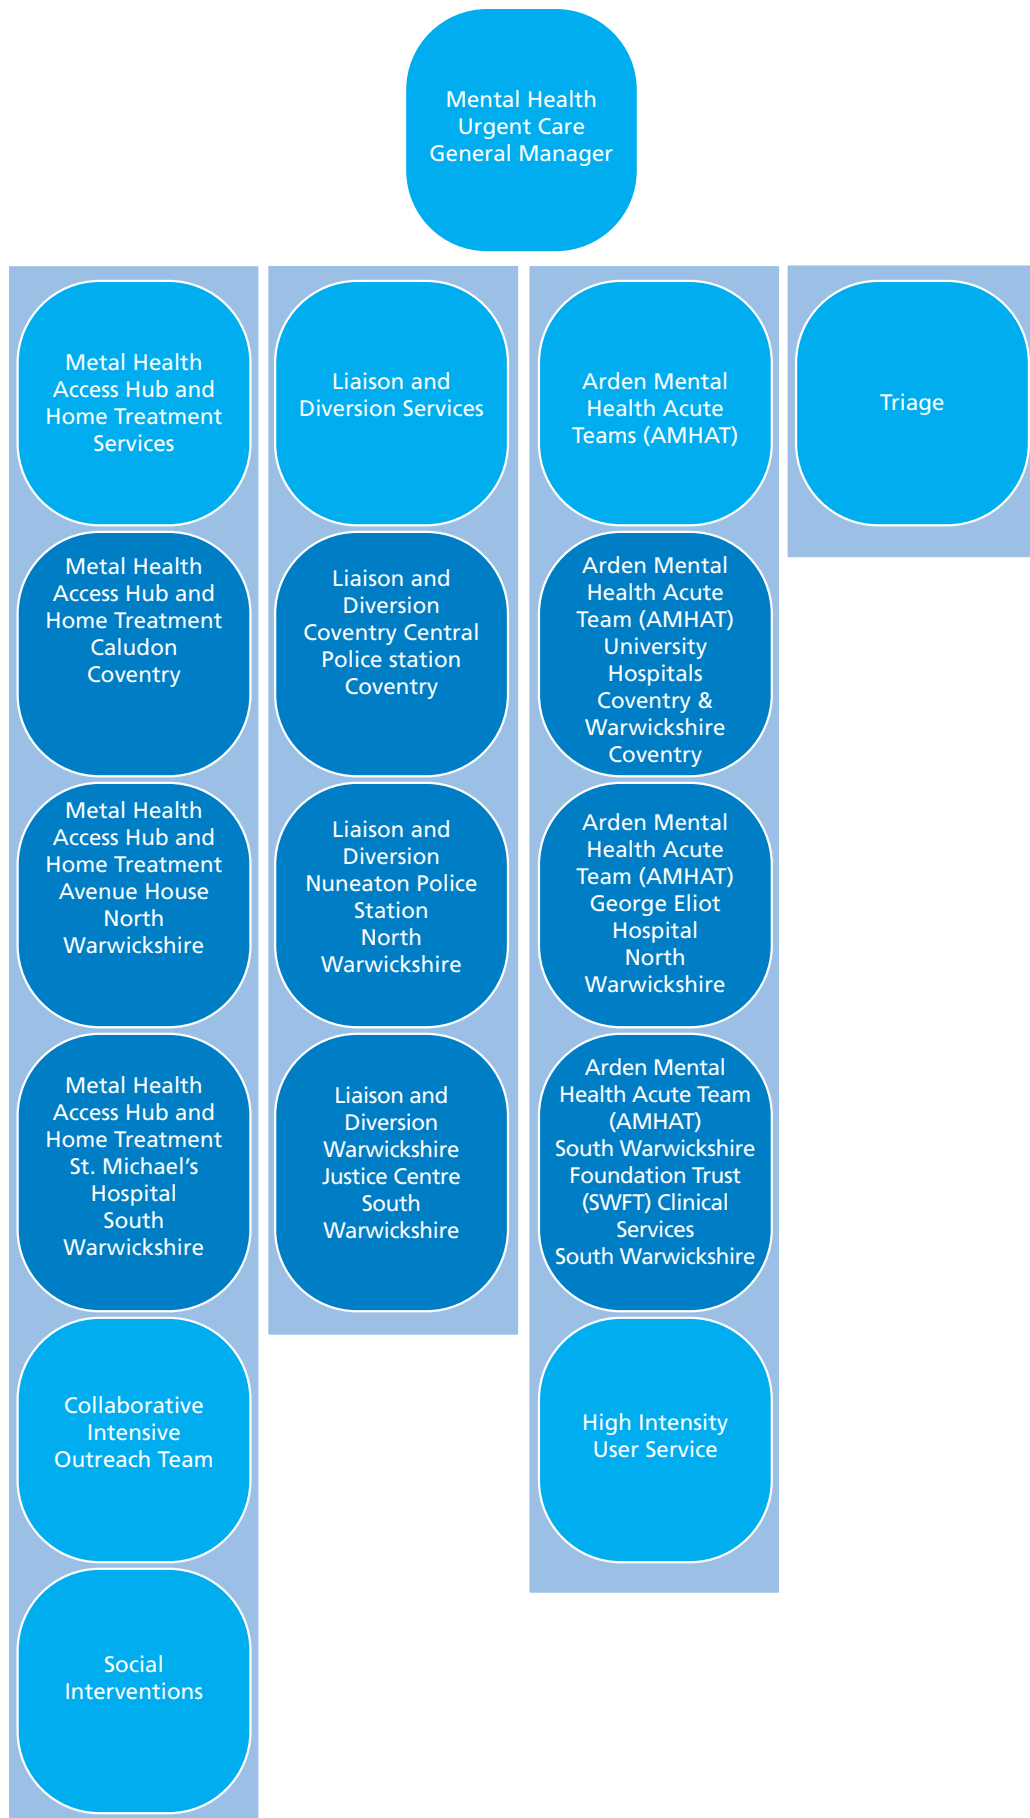 Mental Health
Urgent Care
General Manager
Metal Health
Access Hub and
Home Treatment
Services
Metal Health
Access Hub and
Home Treatment
Caludon
Coventry
Metal Health
Access Hub and
Home Treatment
Avenue House
North
Warwickshire
Metal Health
Access Hub and
Home Treatment
St. Michael’s
Hospital
South
Warwickshire
Collaborative
Intensive
Outreach Team
Social
Interventions
Liaison and
Diversion Services
Liaison and
Diversion
Coventry Central
Police station
Coventry
Liaison and
Diversion
Nuneaton Police
Station
North
Warwickshire
Liaison and
Diversion
Warwickshire
Justice Centre
South
Warwickshire
Arden Mental
Health Acute
Teams (AMHAT)
Arden Mental
Health Acute
Team (AMHAT)
University
Hospitals
Coventry &
Warwickshire
Coventry
Arden Mental
Health Acute
Team (AMHAT)
George Eliot
Hospital
North
Warwickshire
Arden Mental
Health Acute Team
(AMHAT)
South Warwickshire
Foundation Trust
(SWFT) Clinical
Services
South Warwickshire
High Intensity
User Service
Triage